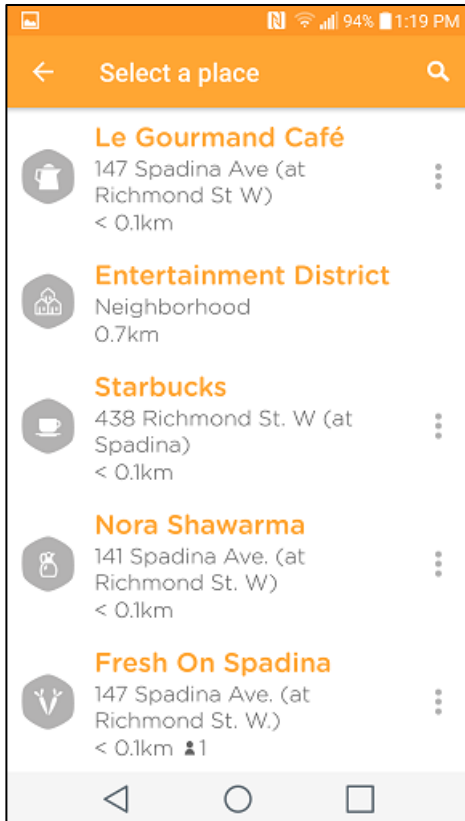 94% 1:19 PM
Select a place
Le Gourmand Café
147 Spadina Ave (at
Richmond St W)
< 0.1km
Entertainment District
Neighborhood
0.7km
Starbucks
438 Richmond St. W (at
Spadina)
< 0.1km
Nora Shawarma
141 Spadina Ave. (at
Richmond St. W)
< 0.1km
Fresh On Spadina
147 Spadina Ave. (at
Richmond St. W.)
< 0.1km 1